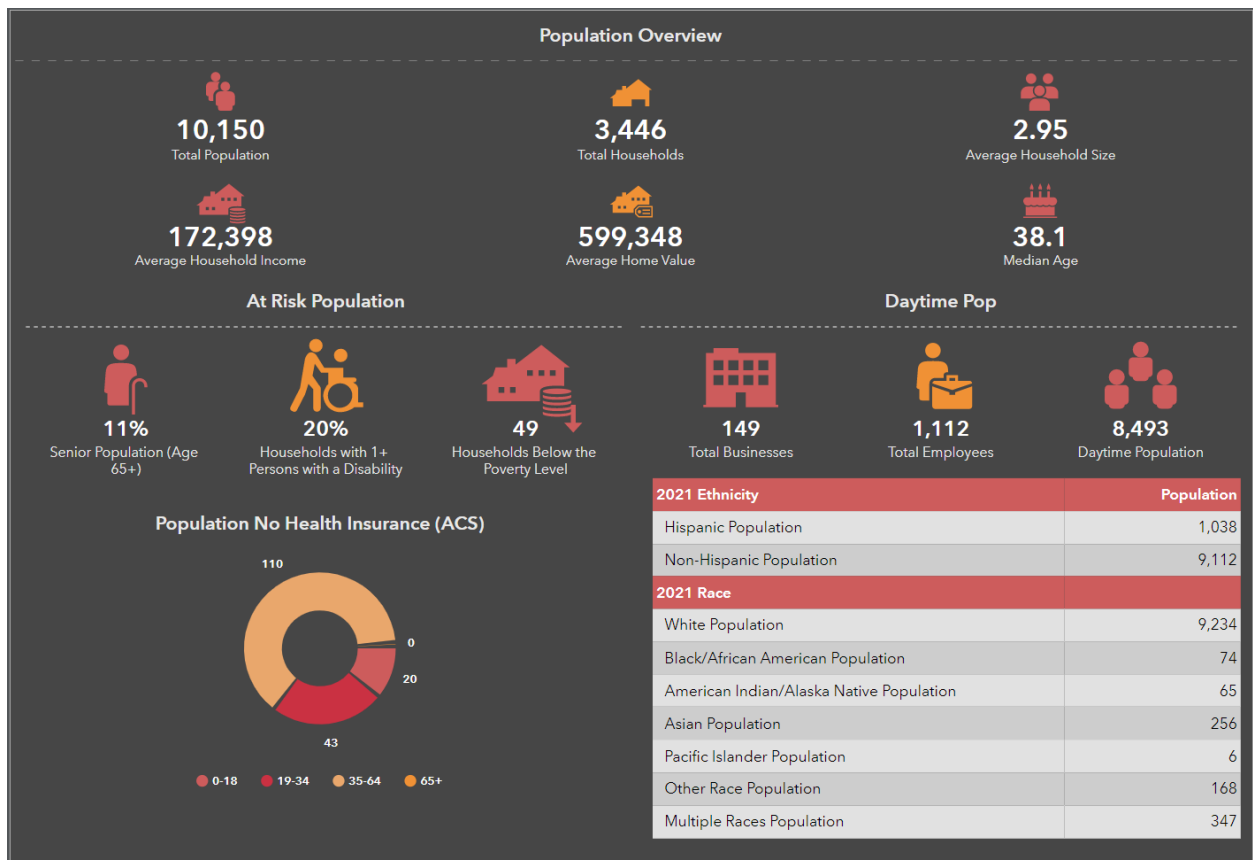 Population Overview
10,150
Total Population
3,446
Total Households
2.95
Average Household Size
172,398
Average Household Income
599,348
Average Home Value
38.1
Median Age
At Risk Population
11%
Senior Population (Age
65+)
20%
Households with 1+
Persons with a Disability
49
Households Below the
Poverty Level
Daytime Pop
149
Total Businesses
1,112
Total Employees
8,493
Daytime Population
Population No Health Insurance (ACS)
110
0
20
43
0-18 19-34 35-64 65+
2021 Ethnicity Population
Hispanic Population 1,038
Non-Hispanic Population 9,112
2021 Race
White Population 9,234
Black/African American Population 74
American Indian/Alaska Native Population 65
Asian Population 256
Pacific Islander Population 6
Other Race Population 168
Multiple Races Population 347